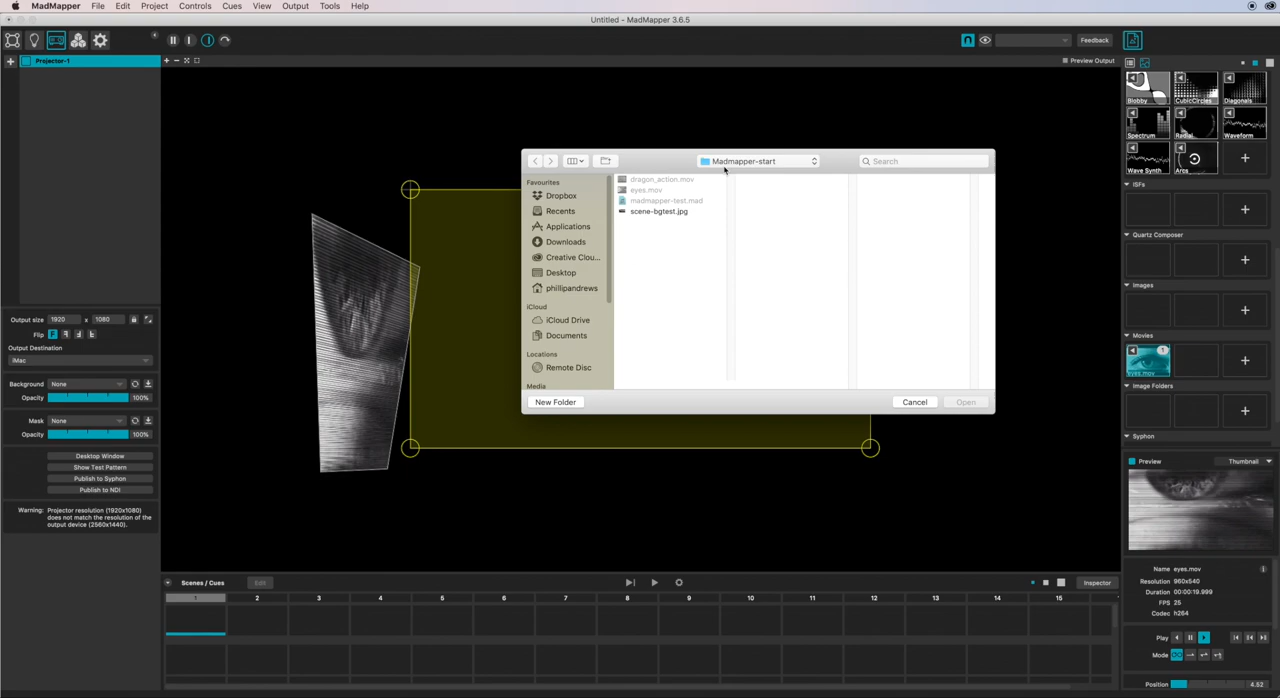 MadMapper File Edit Project Controls Cues View Output Tools Help
Untitled - MadMapper 3.6.5
Feedback
Projector-1
Preview Output
Blobby CubicCircles Diagonals
Spectrum Radial Waveform
Wave Synth Arcs
ISFs
Quartz Composer
Images
Movies
1
eyes.mov
Image Folders
Syphon
Preview Thumbnail
Name eyes.mov
Resolution 960x540
Duration 00:00:19.999
FPS 25
Codec h264
Play
Mode
Position 4.52
Output size 1920 x 1080
Flip
Output Destination
iMac
Background None
Opacity 100%
Mask None
Opacity 100%
Desktop Window
Show Test Pattern
Publish to Syphon
Publish to NDI
Warning: Projector resolution (1920x1080)
does not match the resolution of the
output device (2560x1440).
Madmapper-start
Search
Favourites
Dropbox
Recents
Applications
Downloads
Creative Clou...
Desktop
phillipandrews
iCloud
iCloud Drive
Documents
Locations
Remote Disc
Media
dragon_action.mov
eyes.mov
madmapper-test.mad
scene-bgtest.jpg
New Folder Cancel Open
Scenes / Cues Edit Inspector
1 2 3 4 5 6 7 8 9 10 11 12 13 14 15